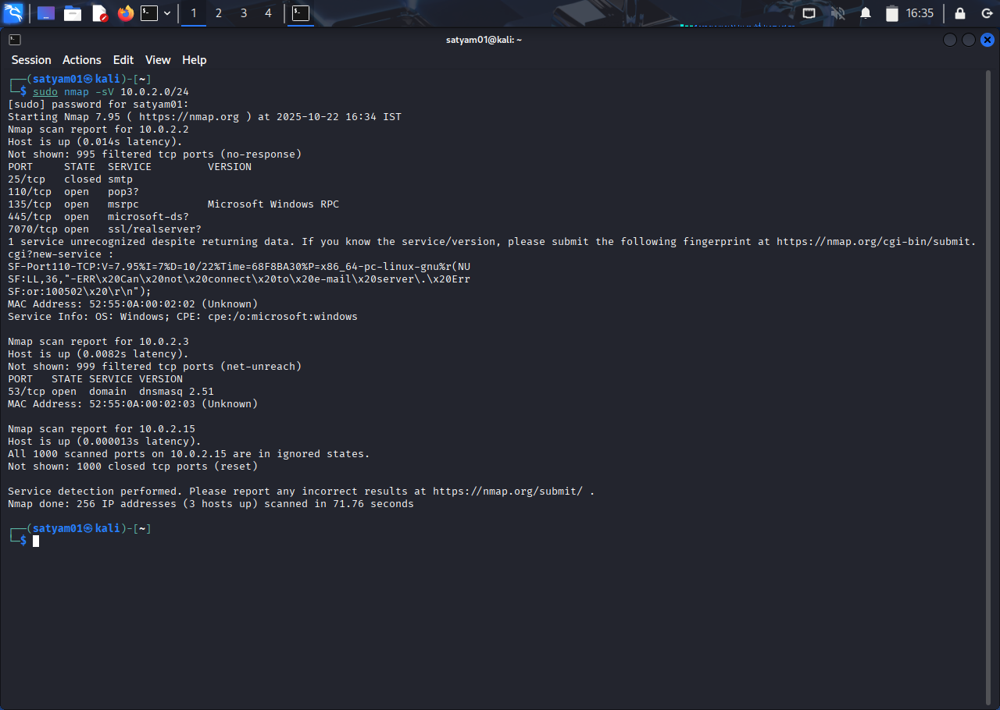 1 2 3 4 16:35
satyam01@kali: ~
Session Actions Edit View Help
┌──(satyam01㉿kali)-[~]
└─$ sudo nmap -sV 10.0.2.0/24
[sudo] password for satyam01:
Starting Nmap 7.95 ( https://nmap.org ) at 2025-10-22 16:34 IST
Nmap scan report for 10.0.2.2
Host is up (0.014s latency).
Not shown: 995 filtered tcp ports (no-response)
PORT     STATE  SERVICE         VERSION
25/tcp   closed smtp
110/tcp  open   pop3?
135/tcp  open   msrpc           Microsoft Windows RPC
445/tcp  open   microsoft-ds?
7070/tcp open   ssl/realserver?
1 service unrecognized despite returning data. If you know the service/version, please submit the following fingerprint at https://nmap.org/cgi-bin/submit.
cgi?new-service :
SF-Port110-TCP:V=7.95%I=7%D=10/22%Time=68F8BA30%P=x86_64-pc-linux-gnu%r(NU
SF:LL,36,"-ERR\x20Can\x20not\x20connect\x20to\x20e-mail\x20server\.\x20Err
SF:or:100502\x20\r\n");
MAC Address: 52:55:0A:00:02:02 (Unknown)
Service Info: OS: Windows; CPE: cpe:/o:microsoft:windows
Nmap scan report for 10.0.2.3
Host is up (0.0082s latency).
Not shown: 999 filtered tcp ports (net-unreach)
PORT   STATE SERVICE VERSION
53/tcp open  domain  dnsmasq 2.51
MAC Address: 52:55:0A:00:02:03 (Unknown)
Nmap scan report for 10.0.2.15
Host is up (0.000013s latency).
All 1000 scanned ports on 10.0.2.15 are in ignored states.
Not shown: 1000 closed tcp ports (reset)
Service detection performed. Please report any incorrect results at https://nmap.org/submit/ .
Nmap done: 256 IP addresses (3 hosts up) scanned in 71.76 seconds
┌──(satyam01㉿kali)-[~]
└─$